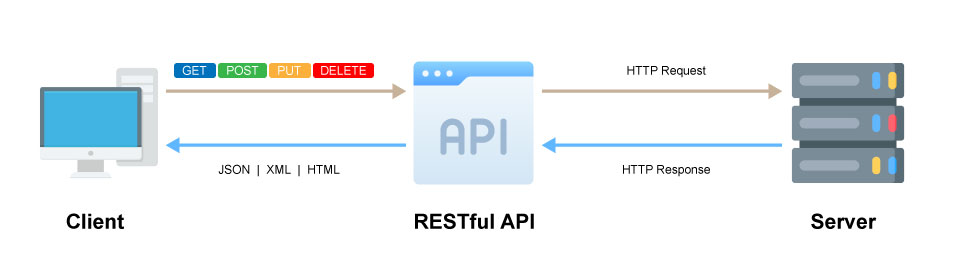 GET POST PUT DELETE
HTTP Request
API
JSON | XML | HTML
HTTP Response
Client
RESTful API
Server